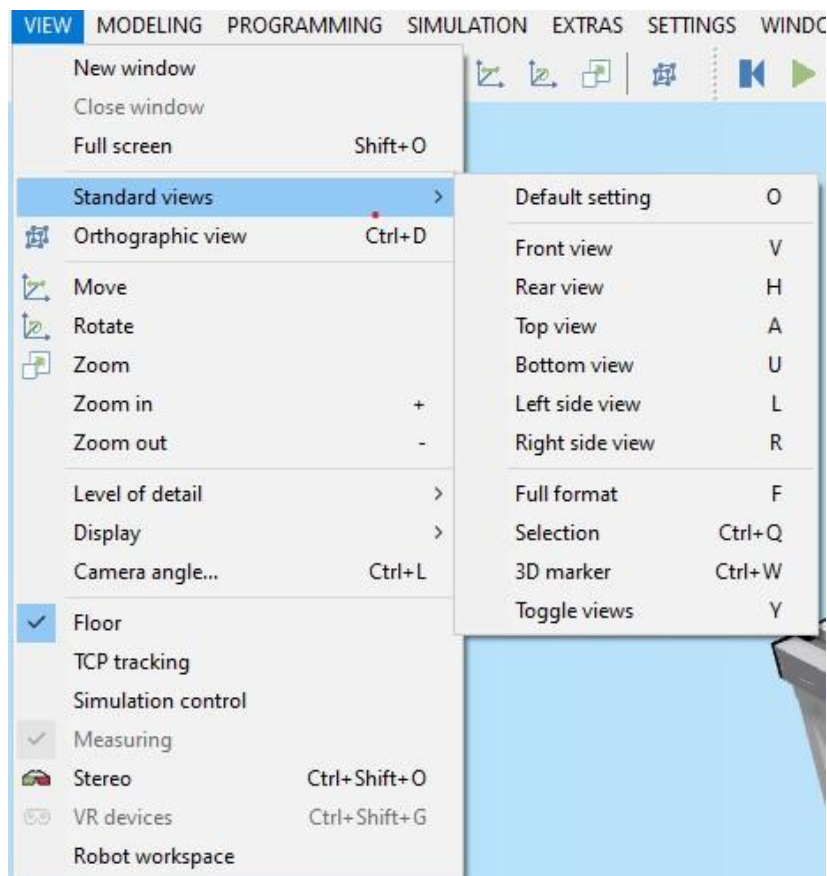 VIEW MODELING PROGRAMMING SIMULATION EXTRAS SETTINGS WINDO
New window
Close window
Full screen Shift+O
Standard views >
Orthographic view Ctrl+D
Move
Rotate
Zoom
Zoom in +
Zoom out -
Level of detail >
Display >
Camera angle... Ctrl+L
Floor
TCP tracking
Simulation control
Measuring
Stereo Ctrl+Shift+O
VR devices Ctrl+Shift+G
Robot workspace
Default setting O
Front view V
Rear view H
Top view A
Bottom view U
Left side view L
Right side view R
Full format F
Selection Ctrl+Q
3D marker Ctrl+W
Toggle views Y